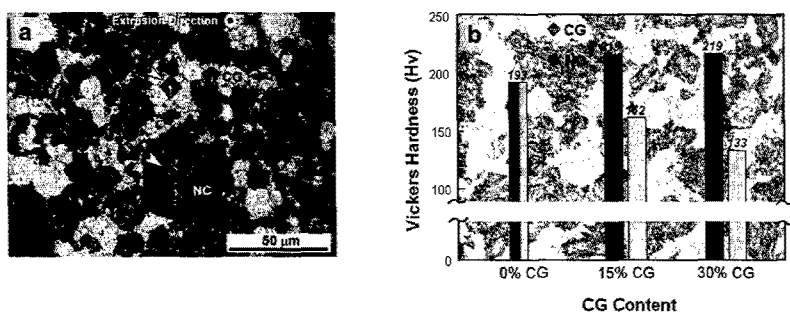 a
Extrusion Direction
CG
NC
50 μm
b
Vickers Hardness (Hv)
250
200
150
100
0
CG
193
219
133
0% CG
15% CG
30% CG
CG Content